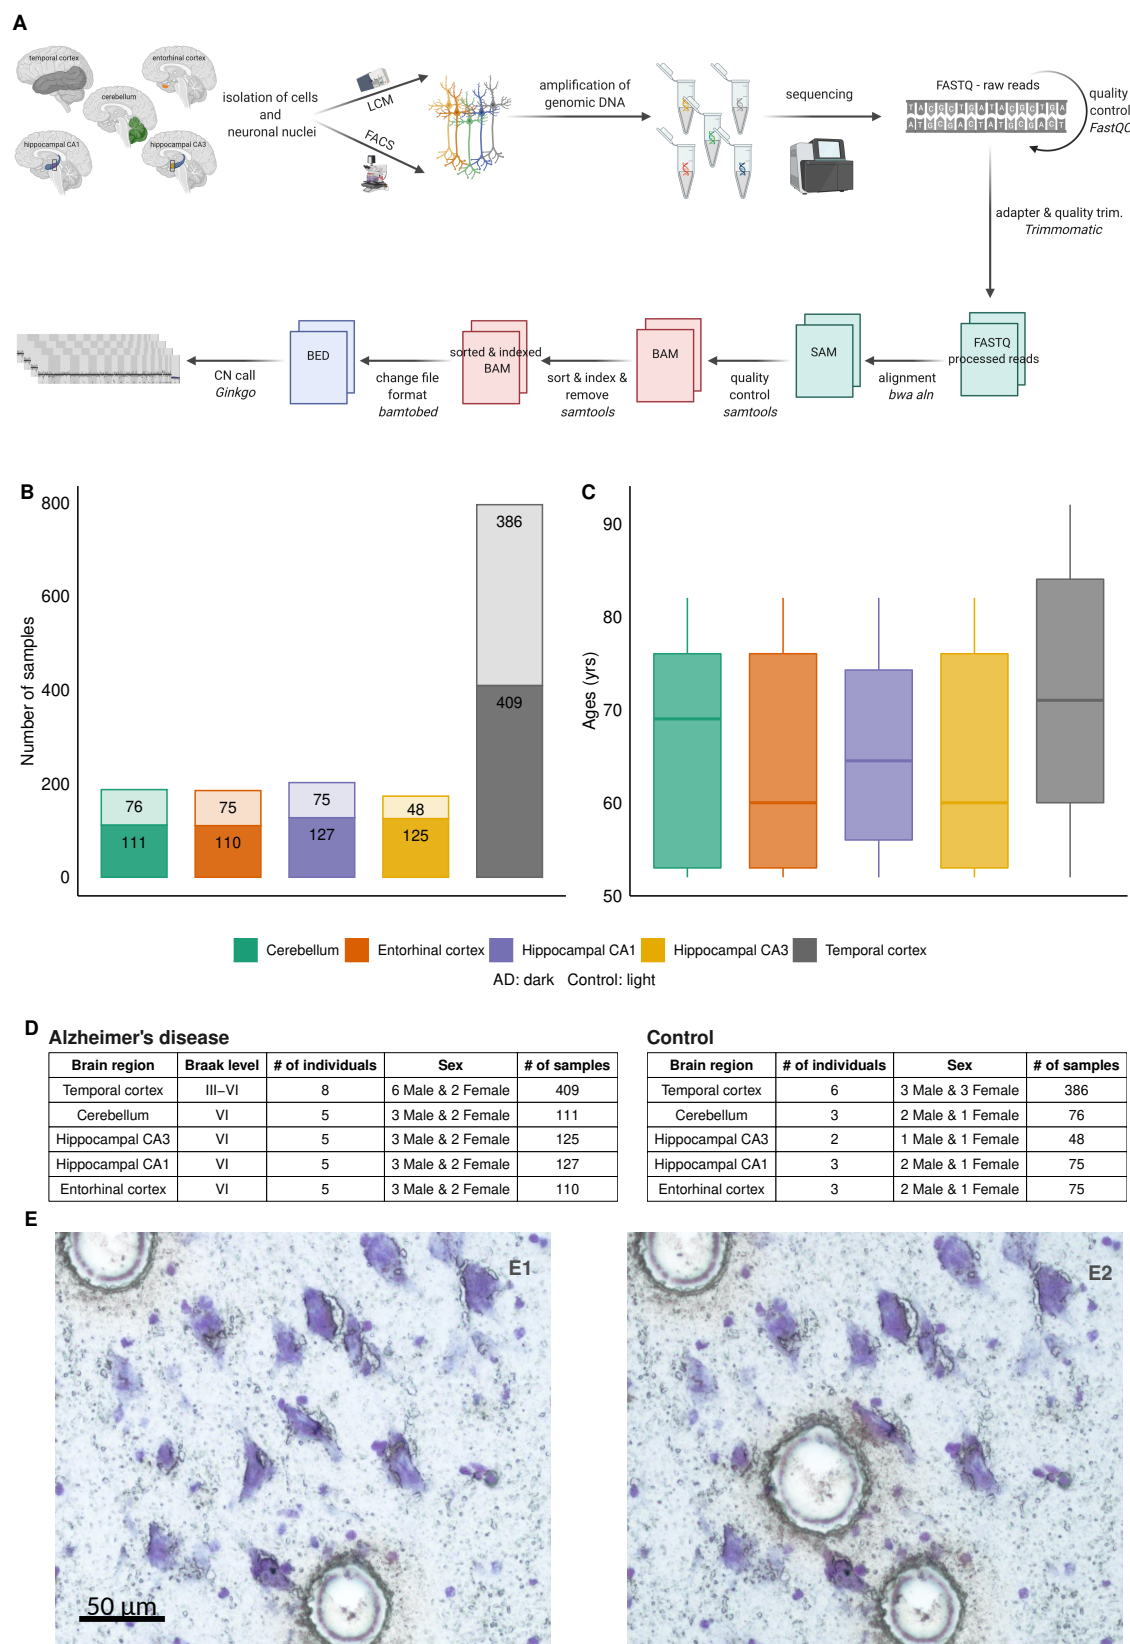 A
temporal cortex
entorhinal cortex
cerebellum
hippocampal CA1
hippocampal CA3
isolation of cells
and
neuronal nuclei
LCM
FACS
amplification of
genomic DNA
sequencing
FASTQ - raw reads
TACGCTGATACGCTGA
ATGCGACTATGCGACT
quality
control
FastQC
adapter & quality trim.
Trimmomatic
FASTQ
processed reads
alignment
bwa aln
SAM
quality
control
samtools
BAM
sort & index &
remove
samtools
sorted & indexed
BAM
change file
format
bamtobed
BED
CN call
Ginkgo
B
Number of samples
800
600
400
200
0
76
111
75
110
75
127
48
125
386
409
C
Ages (yrs)
90
80
70
60
50
Cerebellum Entorhinal cortex Hippocampal CA1 Hippocampal CA3 Temporal cortex
AD: dark Control: light
D
Alzheimer's disease
Brain region Braak level # of individuals Sex # of samples
Temporal cortex III–VI 8 6 Male & 2 Female 409
Cerebellum VI 5 3 Male & 2 Female 111
Hippocampal CA3 VI 5 3 Male & 2 Female 125
Hippocampal CA1 VI 5 3 Male & 2 Female 127
Entorhinal cortex VI 5 3 Male & 2 Female 110
Control
Brain region # of individuals Sex # of samples
Temporal cortex 6 3 Male & 3 Female 386
Cerebellum 3 2 Male & 1 Female 76
Hippocampal CA3 2 1 Male & 1 Female 48
Hippocampal CA1 3 2 Male & 1 Female 75
Entorhinal cortex 3 2 Male & 1 Female 75
E
E1
E2
50 µm